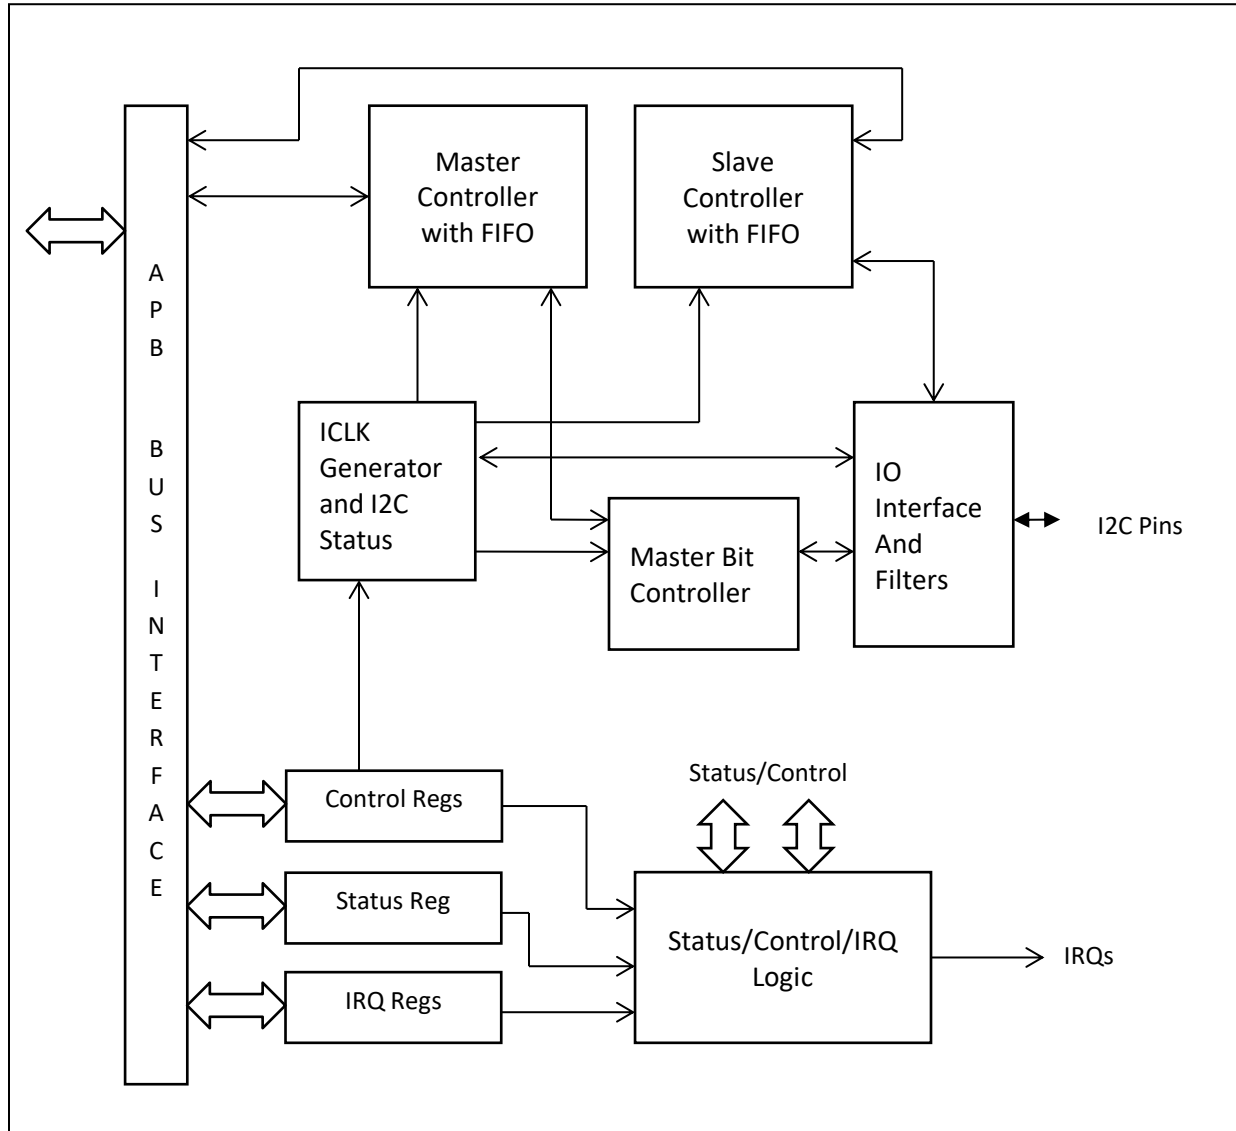 Master
Controller
with FIFO
Slave
Controller
with FIFO
A
P
B
B
U
S
I
N
T
E
R
F
A
C
E
ICLK
Generator
and I2C
Status
IO
Interface
And
Filters
I2C Pins
Master Bit
Controller
Control Regs
Status/Control
Status Reg
Status/Control/IRQ
Logic
IRQs
IRQ Regs